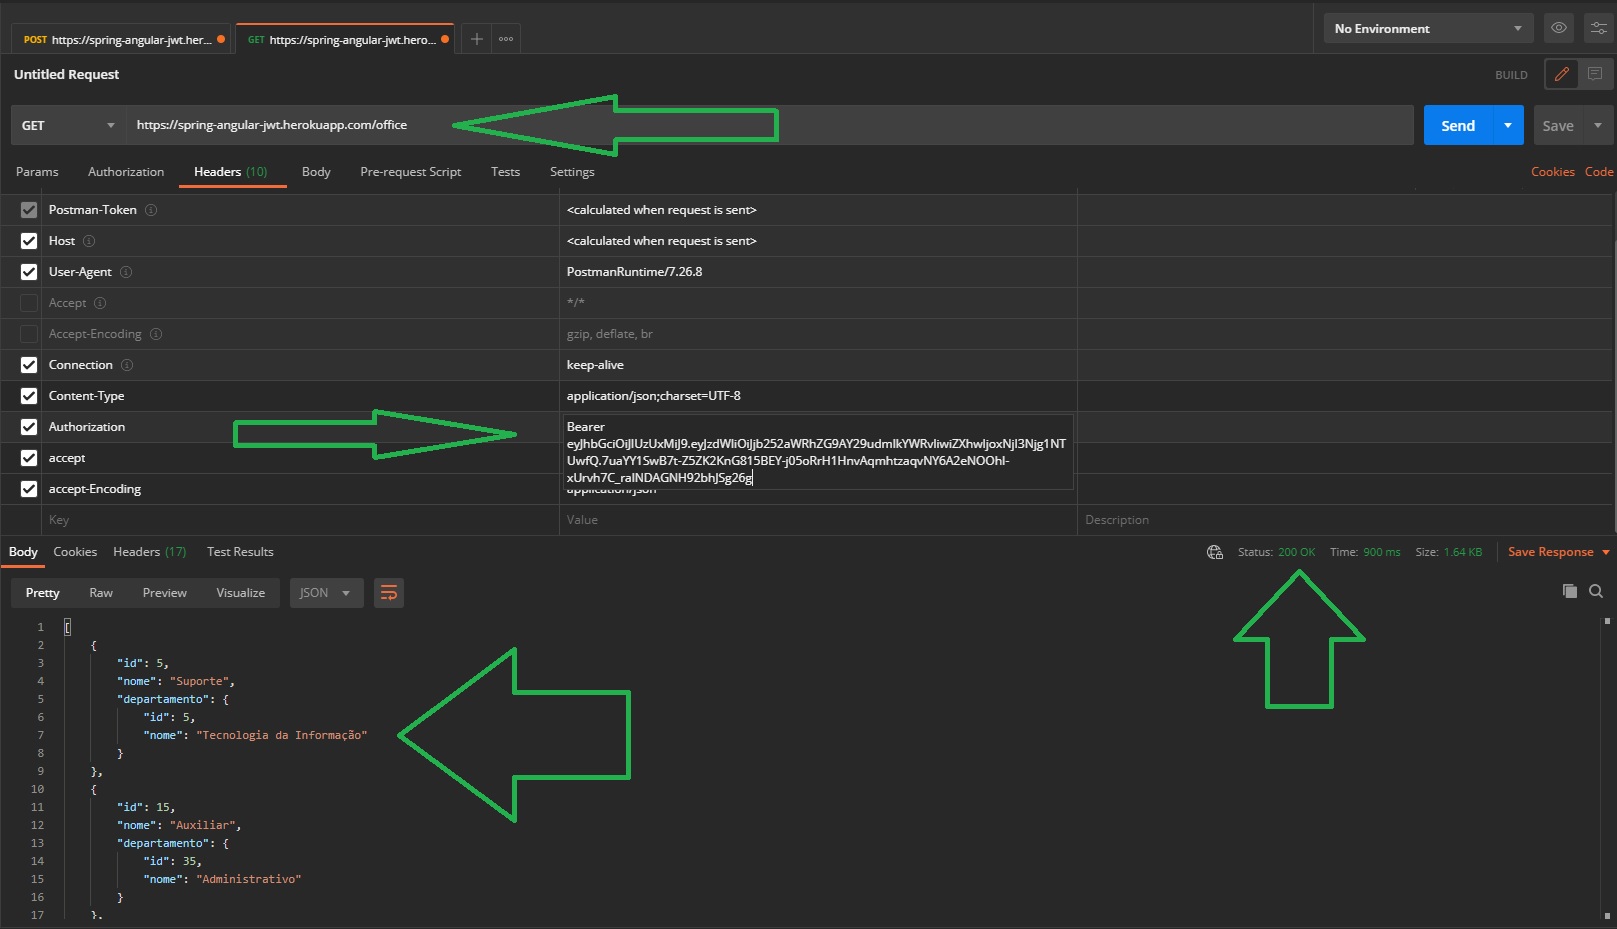 POST https://spring-angular-jwt.her...
GET https://spring-angular-jwt.hero...
No Environment
Untitled Request
BUILD
GET https://spring-angular-jwt.herokuapp.com/office
Send
Save
Params Authorization Headers (10) Body Pre-request Script Tests Settings
Cookies Code
Postman-Token <calculated when request is sent>
Host <calculated when request is sent>
User-Agent PostmanRuntime/7.26.8
Accept */*
Accept-Encoding gzip, deflate, br
Connection keep-alive
Content-Type application/json;charset=UTF-8
Authorization
Bearer
eyJhbGciOiJIUzUxMiJ9.eyJzdWIiOiJjb252aWRhZG9AY29udmlkYWRvIiwiZXhwIjoxNjI3Njg1NT
UwfQ.7uaYY1SwB7t-Z5ZK2KnG815BEY-j05oRrH1HnvAqmhtzaqvNY6A2eNOOhI-
xUrvh7C_raINDAGNH92bhJSg26g
accept
accept-Encoding application/json
Key Value Description
Body Cookies Headers (17) Test Results
Status: 200 OK Time: 900 ms Size: 1.64 KB Save Response
Pretty Raw Preview Visualize JSON
1 [
2 {
3 "id": 5,
4 "nome": "Suporte",
5 "departamento": {
6 "id": 5,
7 "nome": "Tecnologia da Informação"
8 }
9 },
10 {
11 "id": 15,
12 "nome": "Auxiliar",
13 "departamento": {
14 "id": 35,
15 "nome": "Administrativo"
16 }
17 },